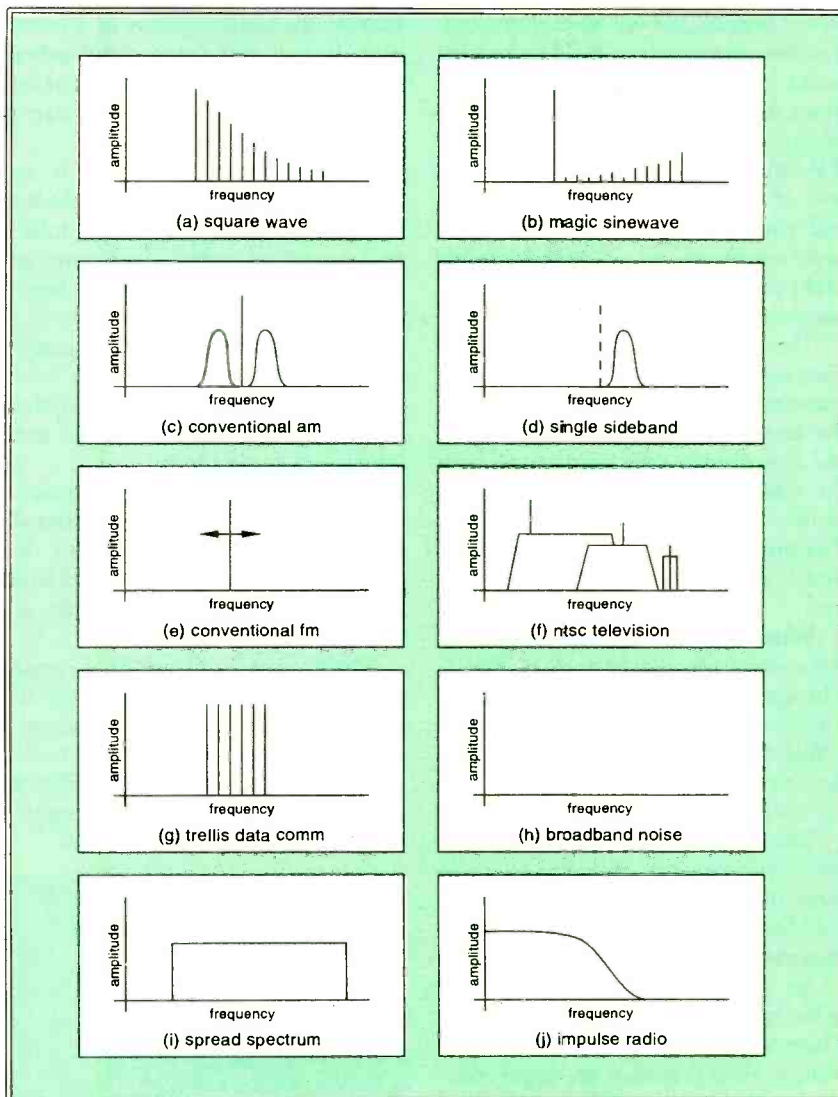 amplitude
frequency
(a) square wave
amplitude
frequency
(b) magic sinewave
amplitude
frequency
(c) conventional am
amplitude
frequency
(d) single sideband
amplitude
frequency
(e) conventional fm
amplitude
frequency
(f) ntsc television
amplitude
frequency
(g) trellis data comm
amplitude
frequency
(h) broadband noise
amplitude
frequency
(i) spread spectrum
amplitude
frequency
(j) impulse radio